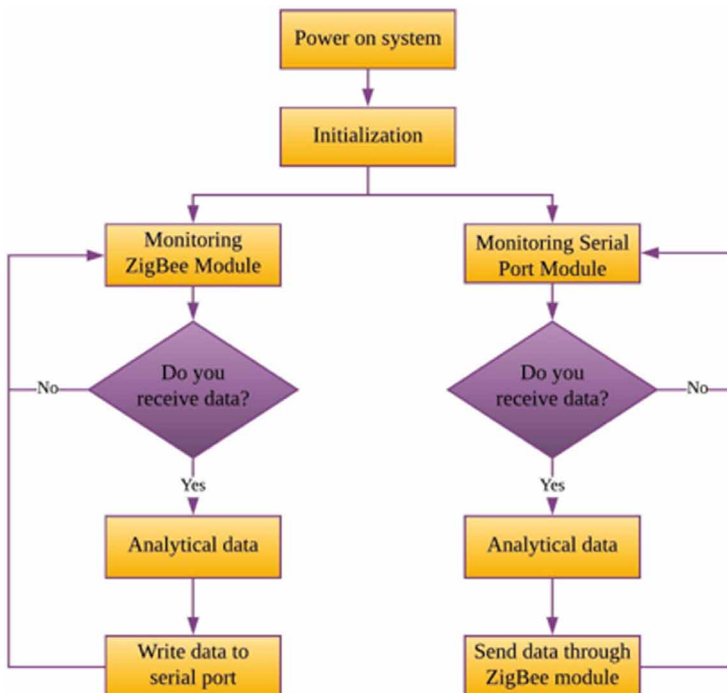 Power on system
Initialization
Monitoring
ZigBee Module
Monitoring Serial
Port Module
Do you
receive data?
No
Do you
receive data?
No
Yes
Yes
Analytical data
Analytical data
Write data to
serial port
Send data through
ZigBee module